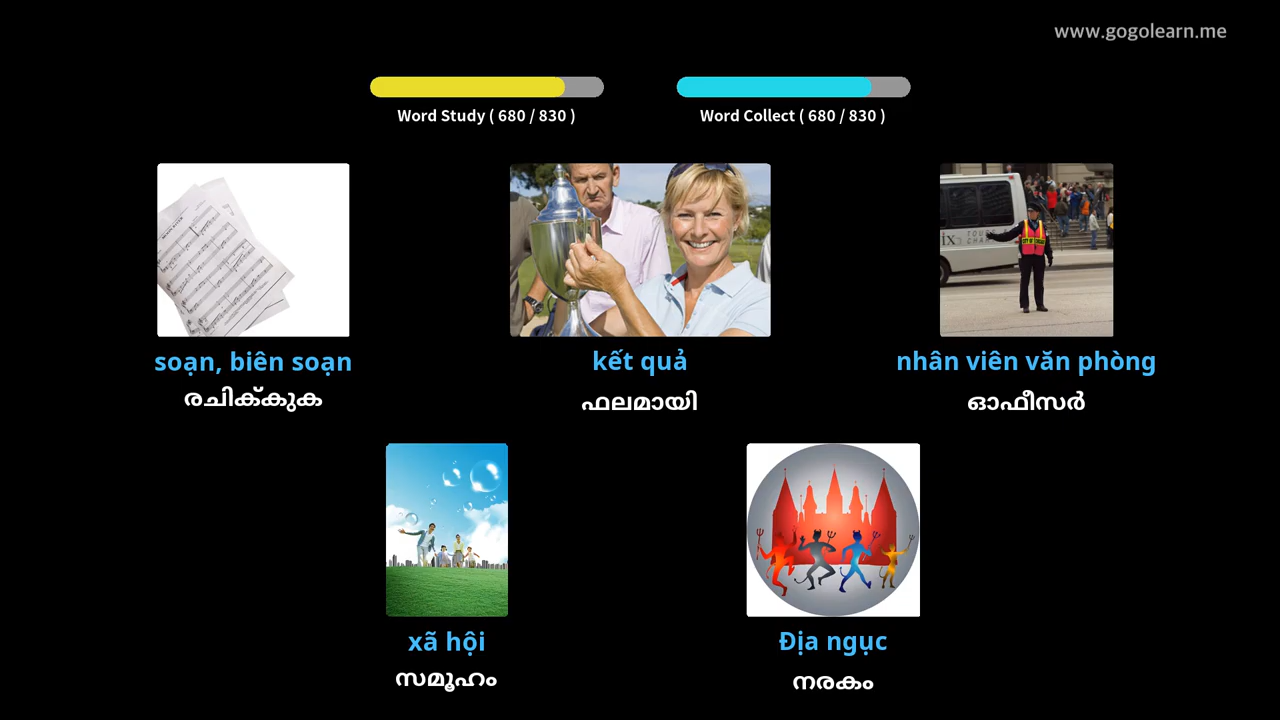 www.gogolearn.me
Word Study ( 680 / 830 )
Word Collect ( 680 / 830 )
soạn, biên soạn
രചിക്കുക
kết quả
ഫലമായി
nhân viên văn phòng
ഓഫീസർ
xã hội
സമൂഹം
Địa ngục
നരകം